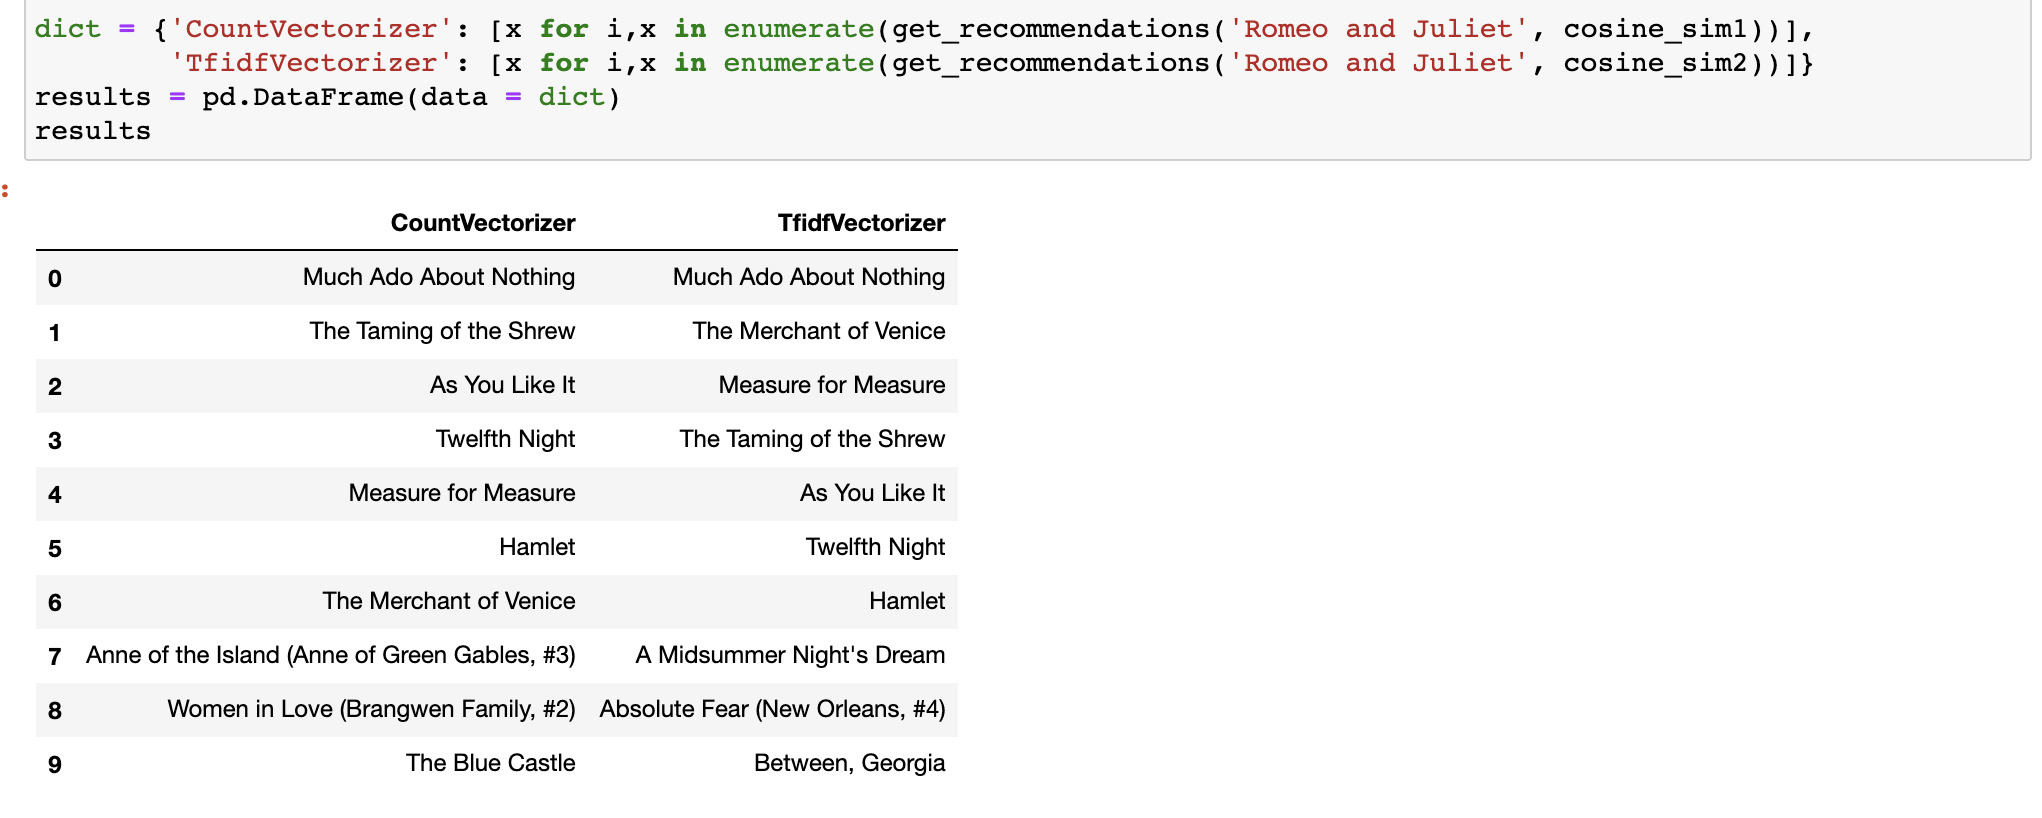 dict = {'CountVectorizer': [x for i,x in enumerate(get_recommendations('Romeo and Juliet', cosine_sim1))],
        'TfidfVectorizer': [x for i,x in enumerate(get_recommendations('Romeo and Juliet', cosine_sim2))]}
results = pd.DataFrame(data = dict)
results
:
CountVectorizer TfidfVectorizer
0 Much Ado About Nothing Much Ado About Nothing
1 The Taming of the Shrew The Merchant of Venice
2 As You Like It Measure for Measure
3 Twelfth Night The Taming of the Shrew
4 Measure for Measure As You Like It
5 Hamlet Twelfth Night
6 The Merchant of Venice Hamlet
7 Anne of the Island (Anne of Green Gables, #3) A Midsummer Night's Dream
8 Women in Love (Brangwen Family, #2) Absolute Fear (New Orleans, #4)
9 The Blue Castle Between, Georgia